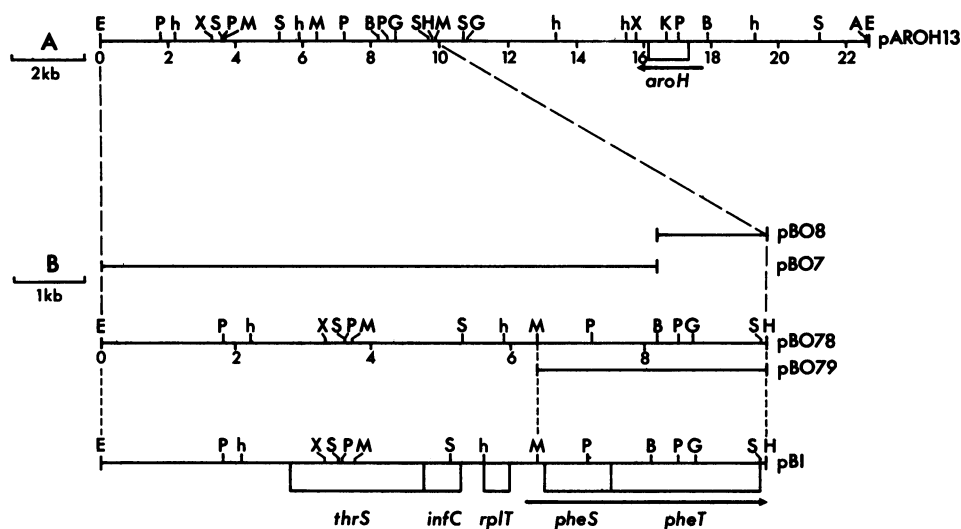 E P h X S P M S h M P B P G S H M S G h h X K P B h S A E
A pAROH13
0 2 4 6 8 10 12 14 16 18 20 22
2kb aroH
pBO8
B pBO7
1kb
E P h X S P M S h M P B P G S H
pBO78
0 2 4 6 8
pBO79
E P h X S P M S h M P B P G S H
pBI
thrS infC rplT pheS pheT